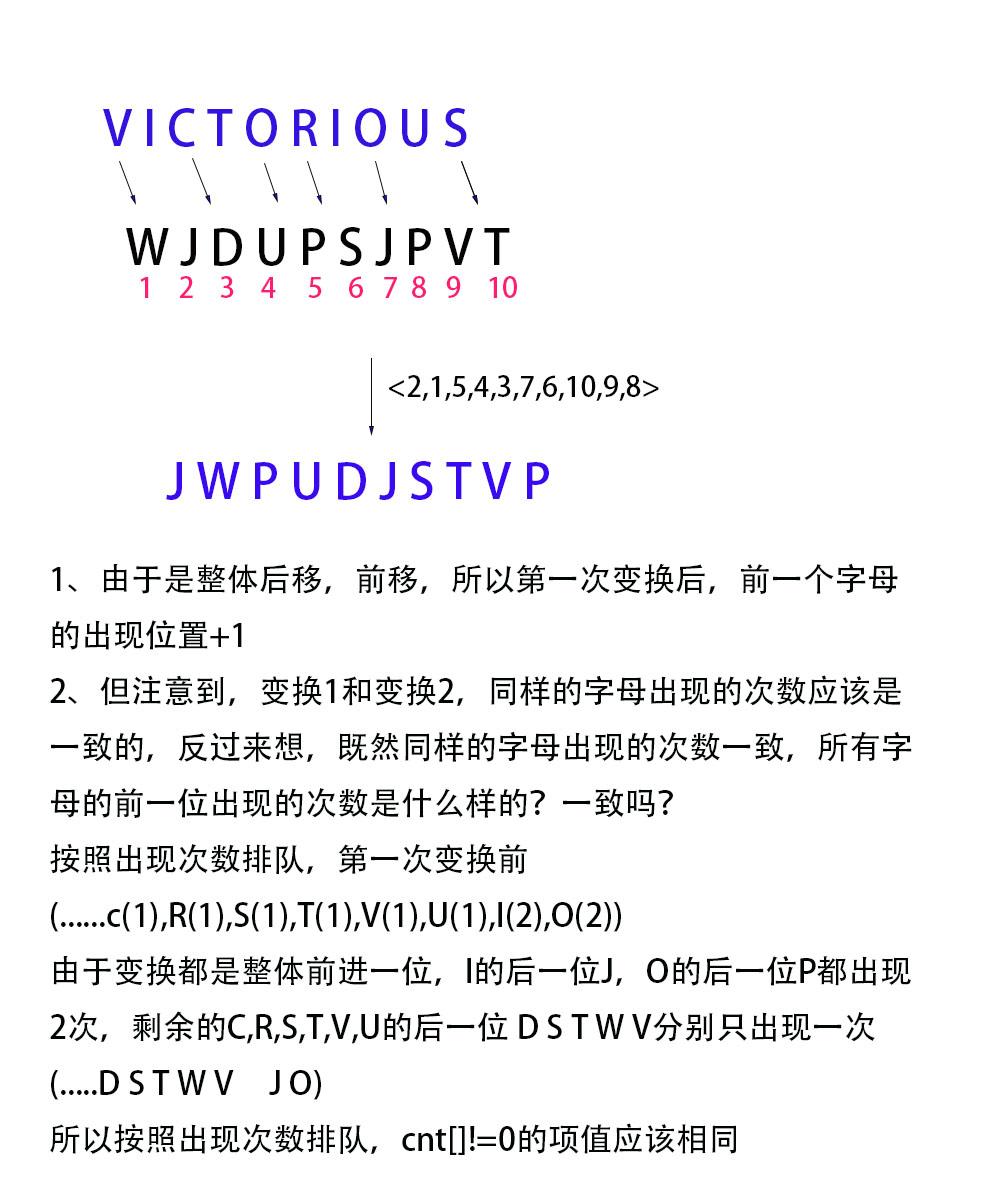 V I C T O R I O U S
W J D U P S J P V T
1 2 3 4 5 6 7 8 9 10
<2,1,5,4,3,7,6,10,9,8>
J W P U D J S T V P
1、由于是整体后移，前移，所以第一次变换后，前一个字母
的出现位置+1
2、但注意到，变换1和变换2，同样的字母出现的次数应该是
一致的，反过来想，既然同样的字母出现的次数一致，所有字
母的前一位出现的次数是什么样的？一致吗？
按照出现次数排队，第一次变换前
(......c(1),R(1),S(1),T(1),V(1),U(1),I(2),O(2))
由于变换都是整体前进一位，I的后一位J，O的后一位P都出现
2次，剩余的C,R,S,T,V,U的后一位 D S T W V分别只出现一次
(.....D S T W V J O)
所以按照出现次数排队，cnt[]!=0的项值应该相同